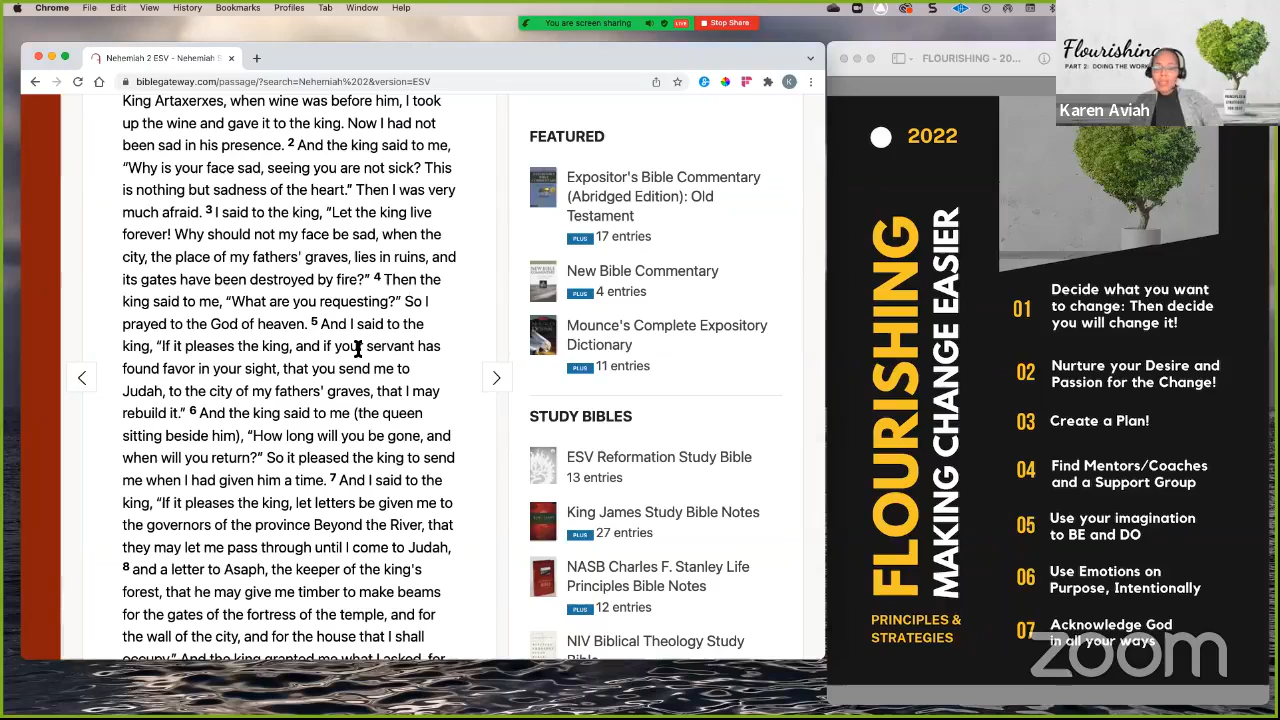 Chrome File Edit View History Bookmarks Profiles Tab Window Help
You are screen sharing LIVE Stop Share
Nehemiah 2 ESV - Nehemiah
biblegateway.com/passage/?search=Nehemiah%202&version=ESV
K
King Artaxerxes, when wine was before him, I took
up the wine and gave it to the king. Now I had not
been sad in his presence. 2 And the king said to me,
“Why is your face sad, seeing you are not sick? This
is nothing but sadness of the heart.” Then I was very
much afraid. 3 I said to the king, “Let the king live
forever! Why should not my face be sad, when the
city, the place of my fathers' graves, lies in ruins, and
its gates have been destroyed by fire?” 4 Then the
king said to me, “What are you requesting?” So I
prayed to the God of heaven. 5 And I said to the
king, “If it pleases the king, and if your servant has
found favor in your sight, that you send me to
Judah, to the city of my fathers' graves, that I may
rebuild it.” 6 And the king said to me (the queen
sitting beside him), “How long will you be gone, and
when will you return?” So it pleased the king to send
me when I had given him a time. 7 And I said to the
king, “If it pleases the king, let letters be given me to
the governors of the province Beyond the River, that
they may let me pass through until I come to Judah,
8 and a letter to Asaph, the keeper of the king's
forest, that he may give me timber to make beams
for the gates of the fortress of the temple, and for
the wall of the city, and for the house that I shall
FEATURED
Expositor's Bible Commentary
(Abridged Edition): Old
Testament
PLUS 17 entries
New Bible Commentary
PLUS 4 entries
Mounce's Complete Expository
Dictionary
PLUS 11 entries
STUDY BIBLES
ESV Reformation Study Bible
13 entries
King James Study Bible Notes
PLUS 27 entries
NASB Charles F. Stanley Life
Principles Bible Notes
PLUS 12 entries
NIV Biblical Theology Study
Bible
FLOURISHING - 20...
2022
FLOURISHING
MAKING CHANGE EASIER
PRINCIPLES &
STRATEGIES
01 Decide what you want
to change: Then decide
you will change it!
02 Nurture your Desire and
Passion for the Change!
03 Create a Plan!
04 Find Mentors/Coaches
and a Support Group
05 Use your imagination
to BE and DO
06 Use Emotions on
Purpose, Intentionally
07 Acknowledge God
in all your ways
zoom
Flourishing
PART 2: DOING THE WORK
Karen Aviah